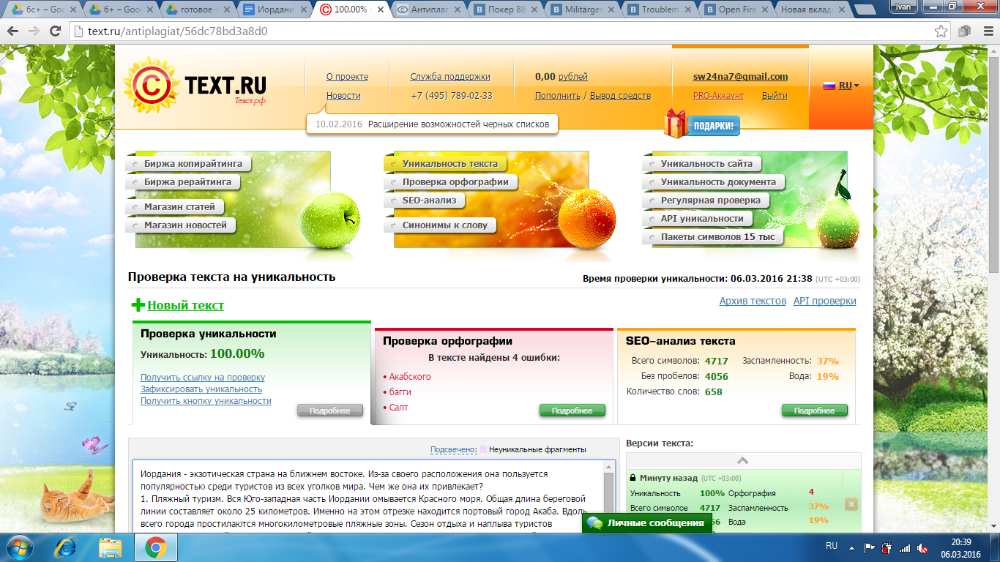 6с+ – Goo
6+ – Goo
готовое –
Иордани
100.00% -
Антиплаг
Покер 88
Militärges
Troublem
Open Fire
Новая вклад
Ivan
text.ru/antiplagiat/56dc78bd3a8d0
TEXT.RU
Текст.рф
О проекте
Новости
Служба поддержки
+7 (495) 789-02-33
0,00 рублей
Пополнить / Вывод средств
sw24na7@gmail.com
PRO-Аккаунт Выйти
RU
10.02.2016 Расширение возможностей черных списков
ПОДАРКИ!
Биржа копирайтинга
Биржа рерайтинга
Магазин статей
Магазин новостей
Уникальность текста
Проверка орфографии
SEO-анализ
Синонимы к слову
Уникальность сайта
Уникальность документа
Регулярная проверка
API уникальности
Пакеты символов 15 тыс
Проверка текста на уникальность
Время проверки уникальности: 06.03.2016 21:38 (UTC +03:00)
Новый текст
Архив текстов API проверки
Проверка уникальности
Уникальность: 100.00%
Получить ссылку на проверку
Зафиксировать уникальность
Получить кнопку уникальности
Подробнее
Проверка орфографии
В тексте найдены 4 ошибки:
• Акабского
• багги
• Салт
Подробнее
SEO-анализ текста
Всего символов: 4717 Заспамленность: 37%
Без пробелов: 4056 Вода: 19%
Количество слов: 658
Подробнее
Подсвечено: Неуникальные фрагменты
Иордания - экзотическая страна на ближнем востоке. Из-за своего расположения она пользуется
популярностью среди туристов из всех уголков мира. Чем же она их привлекает?
1. Пляжный туризм. Вся Юго-западная часть Иордании омывается Красного моря. Общая длина береговой
линии составляет около 25 километров. Именно на этом отрезке находится портовый город Акаба. Вдоль
всего города простилаются многокилометровые пляжные зоны. Сезон отдыха и наплыва туристов
Версии текста:
Минуту назад (UTC +03:00)
Уникальность 100% Орфография 4
Всего символов 4717 Заспамленность 37%
Вода 19%
Личные сообщения
RU
20:39
06.03.2016